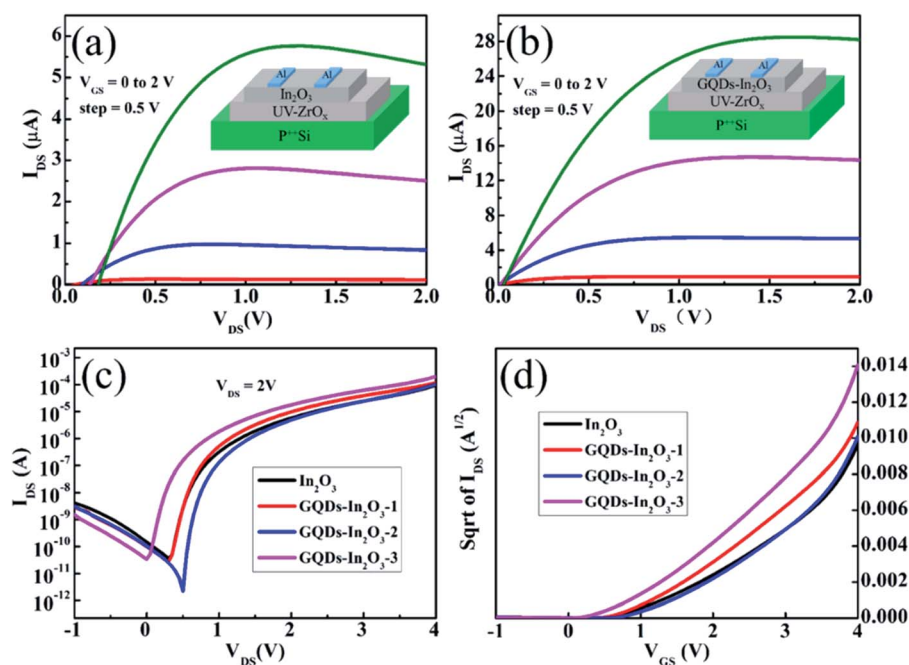 (a)
V_GS = 0 to 2 V
step = 0.5 V
Al Al
In₂O₃
UV-ZrOₓ
P⁺⁺Si
I_DS (μA)
6
5
4
3
2
1
0
0.0 0.5 1.0 1.5 2.0
V_DS(V)
(b)
V_GS = 0 to 2 V
step = 0.5 V
Al Al
GQDs-In₂O₃
UV-ZrOₓ
P⁺⁺Si
I_DS (μA)
28
24
20
16
12
8
4
0
0.0 0.5 1.0 1.5 2.0
V_DS (V)
(c)
V_DS = 2V
I_DS (A)
10⁻³
10⁻⁴
10⁻⁵
10⁻⁶
10⁻⁷
10⁻⁸
10⁻⁹
10⁻¹⁰
10⁻¹¹
10⁻¹²
In₂O₃
GQDs-In₂O₃-1
GQDs-In₂O₃-2
GQDs-In₂O₃-3
-1 0 1 2 3 4
V_DS (V)
(d)
In₂O₃
GQDs-In₂O₃-1
GQDs-In₂O₃-2
GQDs-In₂O₃-3
Sqrt of I_DS (A^1/2)
0.014
0.012
0.010
0.008
0.006
0.004
0.002
0.000
-1 0 1 2 3 4
V_GS (V)